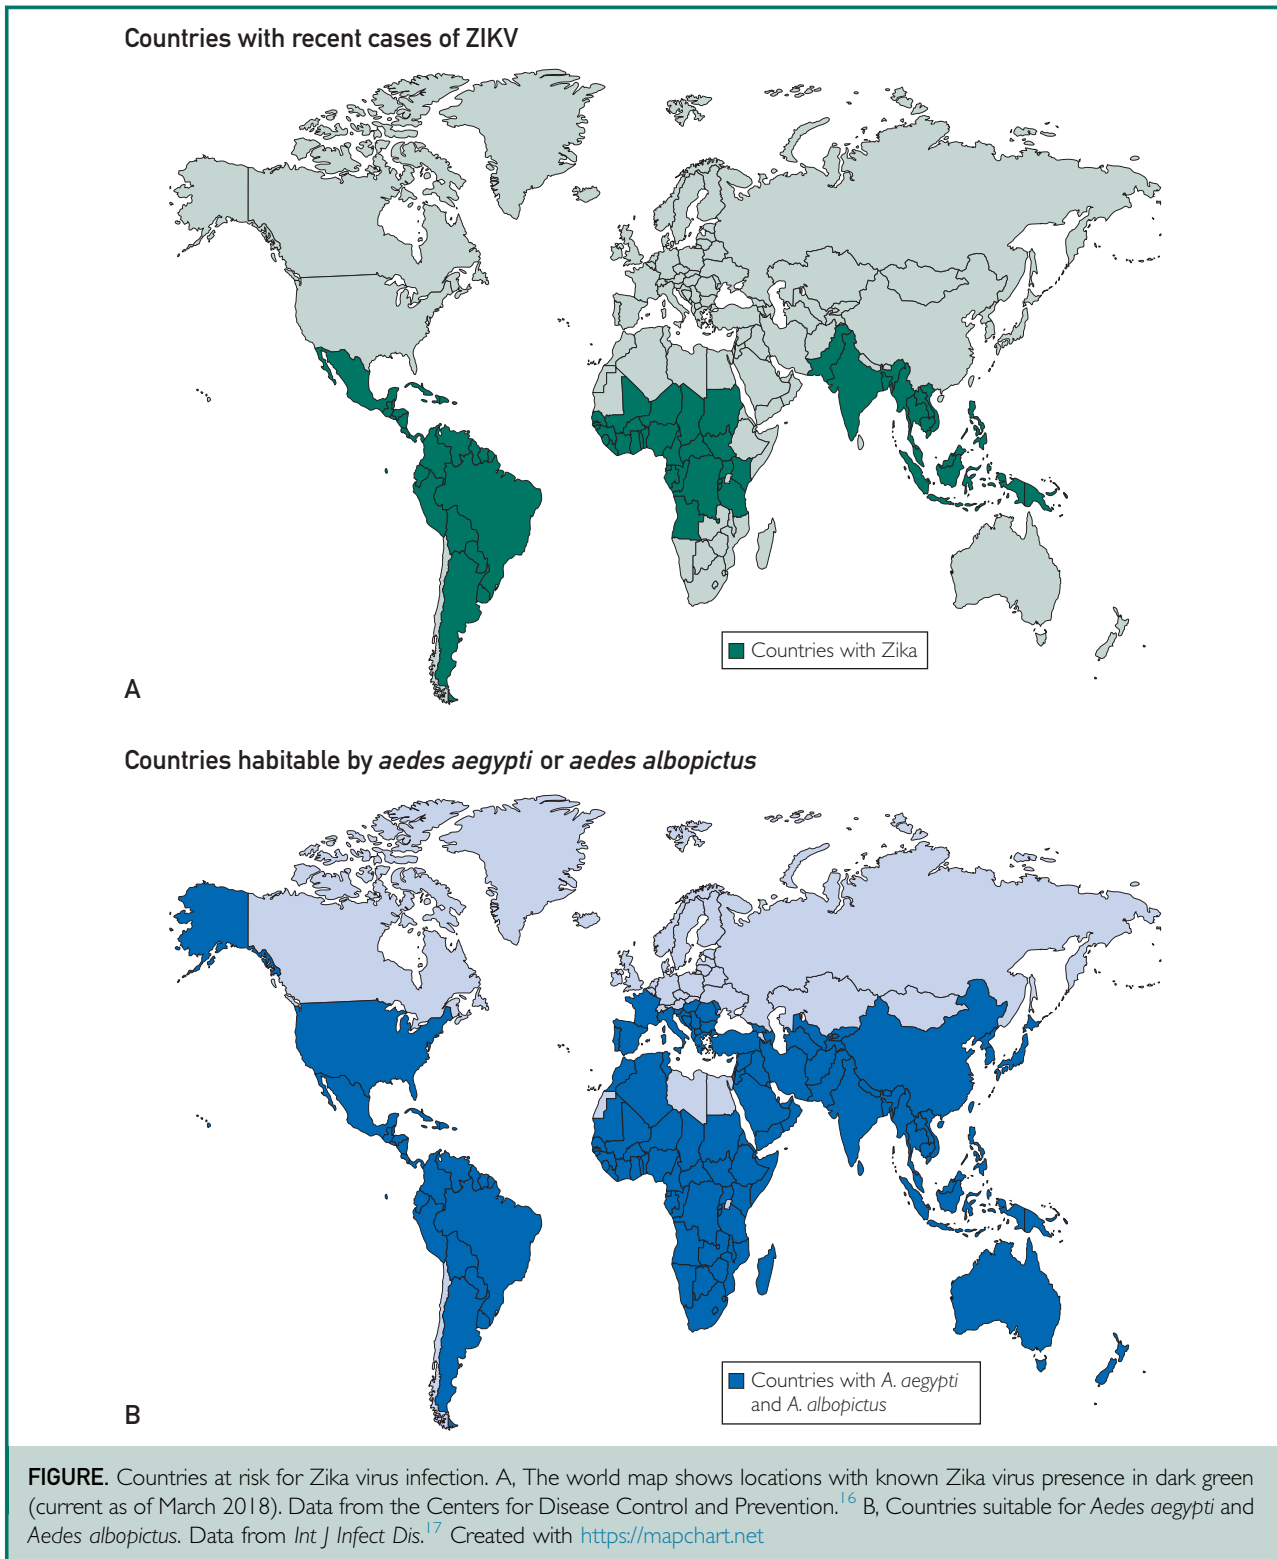 Countries with recent cases of ZIKV
Countries with Zika
A
Countries habitable by aedes aegypti or aedes albopictus
Countries with A. aegypti
and A. albopictus
B
FIGURE. Countries at risk for Zika virus infection. A, The world map shows locations with known Zika virus presence in dark green
(current as of March 2018). Data from the Centers for Disease Control and Prevention.16 B, Countries suitable for Aedes aegypti and
Aedes albopictus. Data from Int J Infect Dis.17 Created with https://mapchart.net